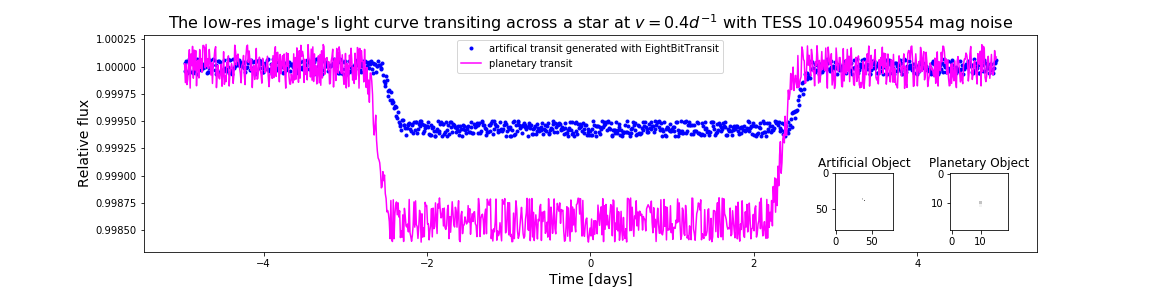 The low-res image's light curve transiting across a star at v = 0.4d⁻¹ with TESS 10.049609554 mag noise
artifical transit generated with EightBitTransit
planetary transit
Relative flux
1.00025
1.00000
0.99975
0.99950
0.99925
0.99900
0.99875
0.99850
Artificial Object
0
50
0 50
Planetary Object
0
10
0 10
−4 −2 0 2 4
Time [days]